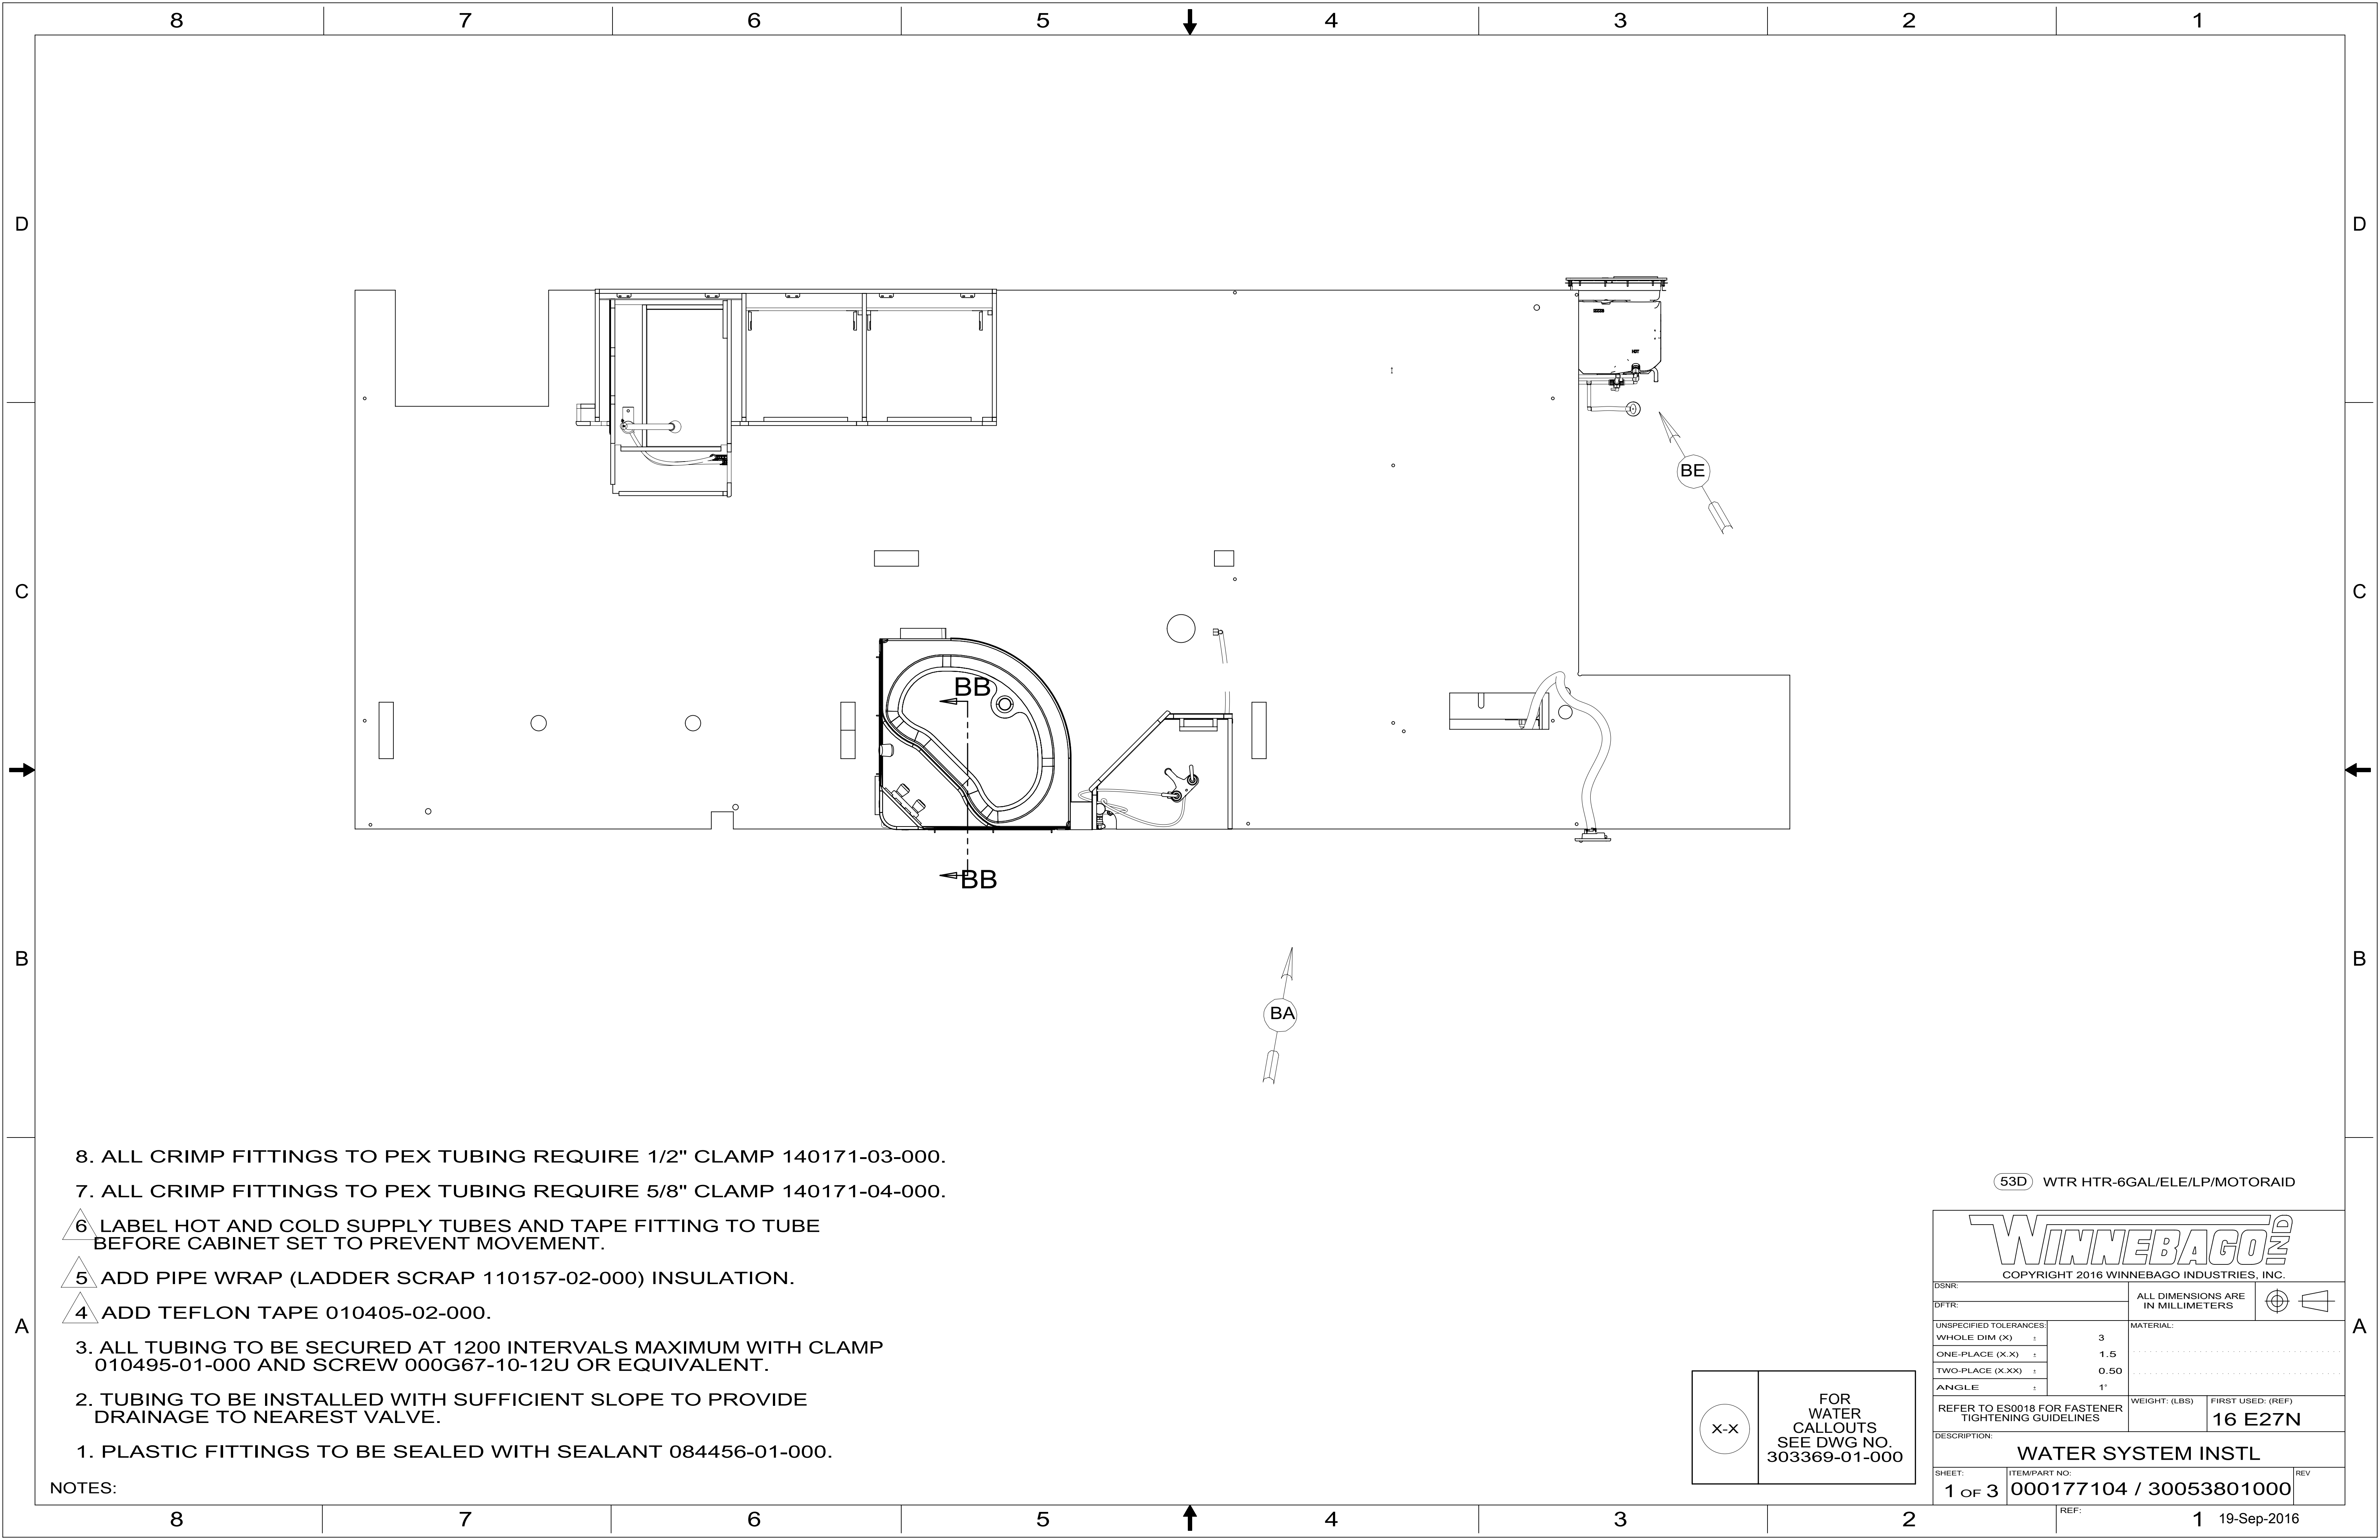 8 7 6 5 4 3 2 1
D D
HOT
BE
C C
BB
BB
B B
BA
8. ALL CRIMP FITTINGS TO PEX TUBING REQUIRE 1/2" CLAMP 140171-03-000.
7. ALL CRIMP FITTINGS TO PEX TUBING REQUIRE 5/8" CLAMP 140171-04-000.
6 LABEL HOT AND COLD SUPPLY TUBES AND TAPE FITTING TO TUBE
BEFORE CABINET SET TO PREVENT MOVEMENT.
5 ADD PIPE WRAP (LADDER SCRAP 110157-02-000) INSULATION.
4 ADD TEFLON TAPE 010405-02-000.
3. ALL TUBING TO BE SECURED AT 1200 INTERVALS MAXIMUM WITH CLAMP
010495-01-000 AND SCREW 000G67-10-12U OR EQUIVALENT.
2. TUBING TO BE INSTALLED WITH SUFFICIENT SLOPE TO PROVIDE
DRAINAGE TO NEAREST VALVE.
1. PLASTIC FITTINGS TO BE SEALED WITH SEALANT 084456-01-000.
NOTES:
A A
X-X
FOR
WATER
CALLOUTS
SEE DWG NO.
303369-01-000
53D WTR HTR-6GAL/ELE/LP/MOTORAID
WINNEBAGO IND
COPYRIGHT 2016 WINNEBAGO INDUSTRIES, INC.
DSNR:
DFTR:
ALL DIMENSIONS ARE
IN MILLIMETERS
UNSPECIFIED TOLERANCES:
WHOLE DIM (X) ± 3
ONE-PLACE (X.X) ± 1.5
TWO-PLACE (X.XX) ± 0.50
ANGLE ± 1°
MATERIAL:
REFER TO ES0018 FOR FASTENER
TIGHTENING GUIDELINES
WEIGHT: (LBS)
FIRST USED: (REF)
16 E27N
DESCRIPTION:
WATER SYSTEM INSTL
SHEET:
1 OF 3
ITEM/PART NO:
000177104 / 30053801000
REV
REF:
8 7 6 5 4 3 2 1
19-Sep-2016